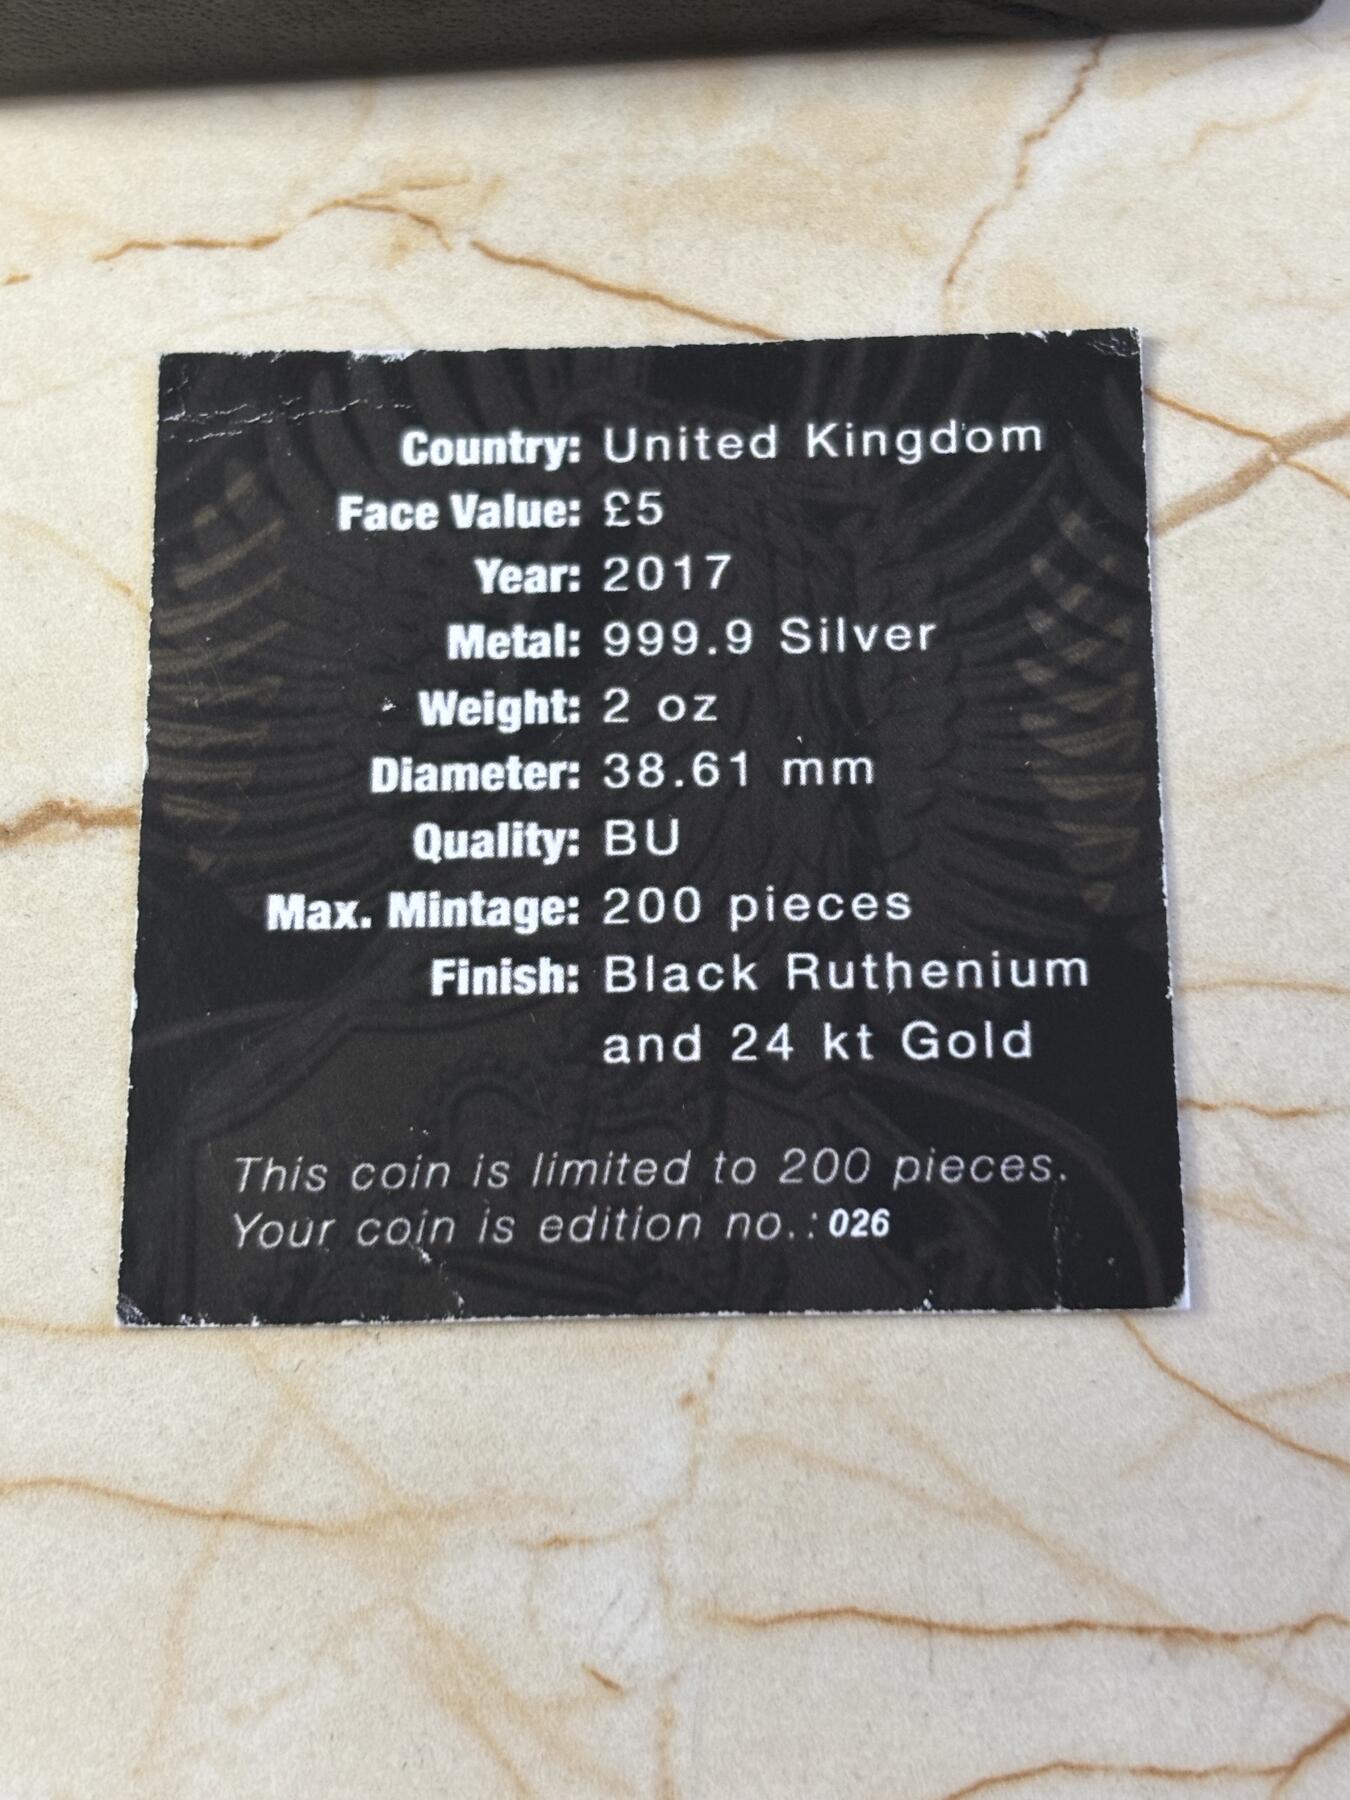 Country: United Kingdom
Face Value: £5
Year: 2017
Metal: 999.9 Silver
Weight: 2 oz
Diameter: 38.61 mm
Quality: BU
Max. Mintage: 200 pieces
Finish: Black Ruthenium
and 24 kt Gold
This coin is limited to 200 pieces.
Your coin is edition no.: 026